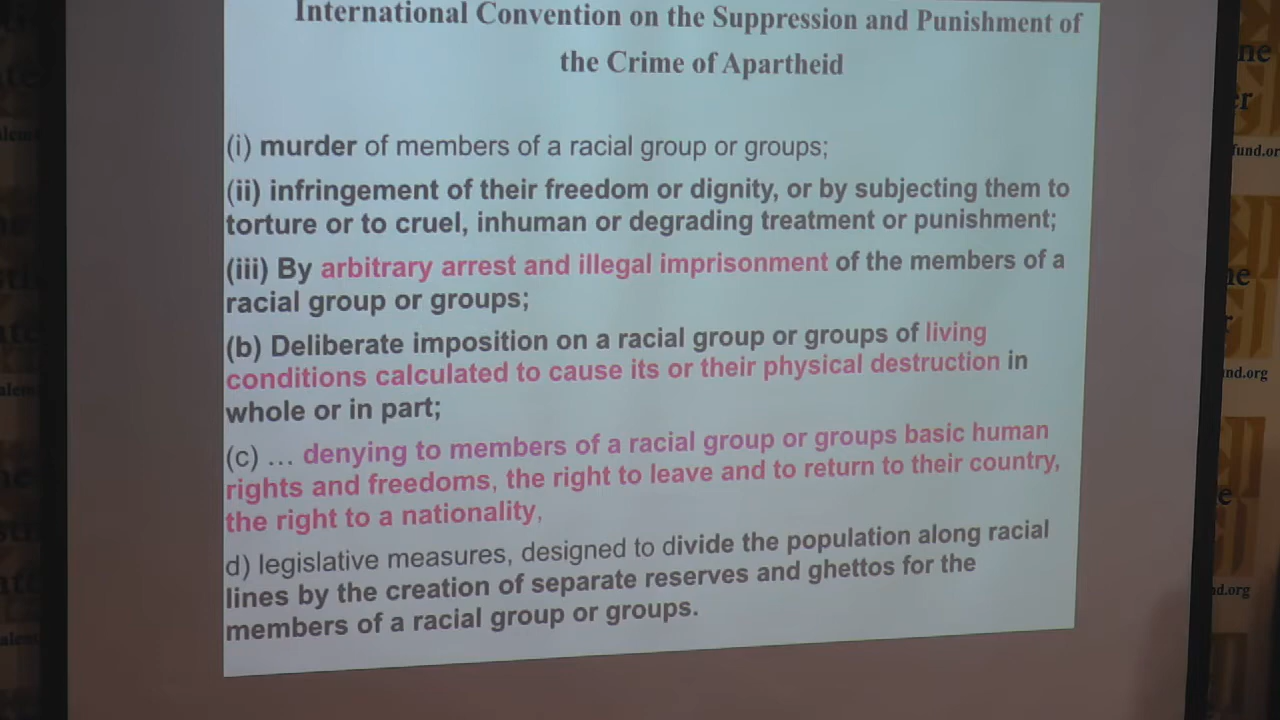 International Convention on the Suppression and Punishment of
the Crime of Apartheid
(i) murder of members of a racial group or groups;
(ii) infringement of their freedom or dignity, or by subjecting them to
torture or to cruel, inhuman or degrading treatment or punishment;
(iii) By arbitrary arrest and illegal imprisonment of the members of a
racial group or groups;
(b) Deliberate imposition on a racial group or groups of living
conditions calculated to cause its or their physical destruction in
whole or in part;
(c) … denying to members of a racial group or groups basic human
rights and freedoms, the right to leave and to return to their country,
the right to a nationality,
d) legislative measures, designed to divide the population along racial
lines by the creation of separate reserves and ghettos for the
members of a racial group or groups.